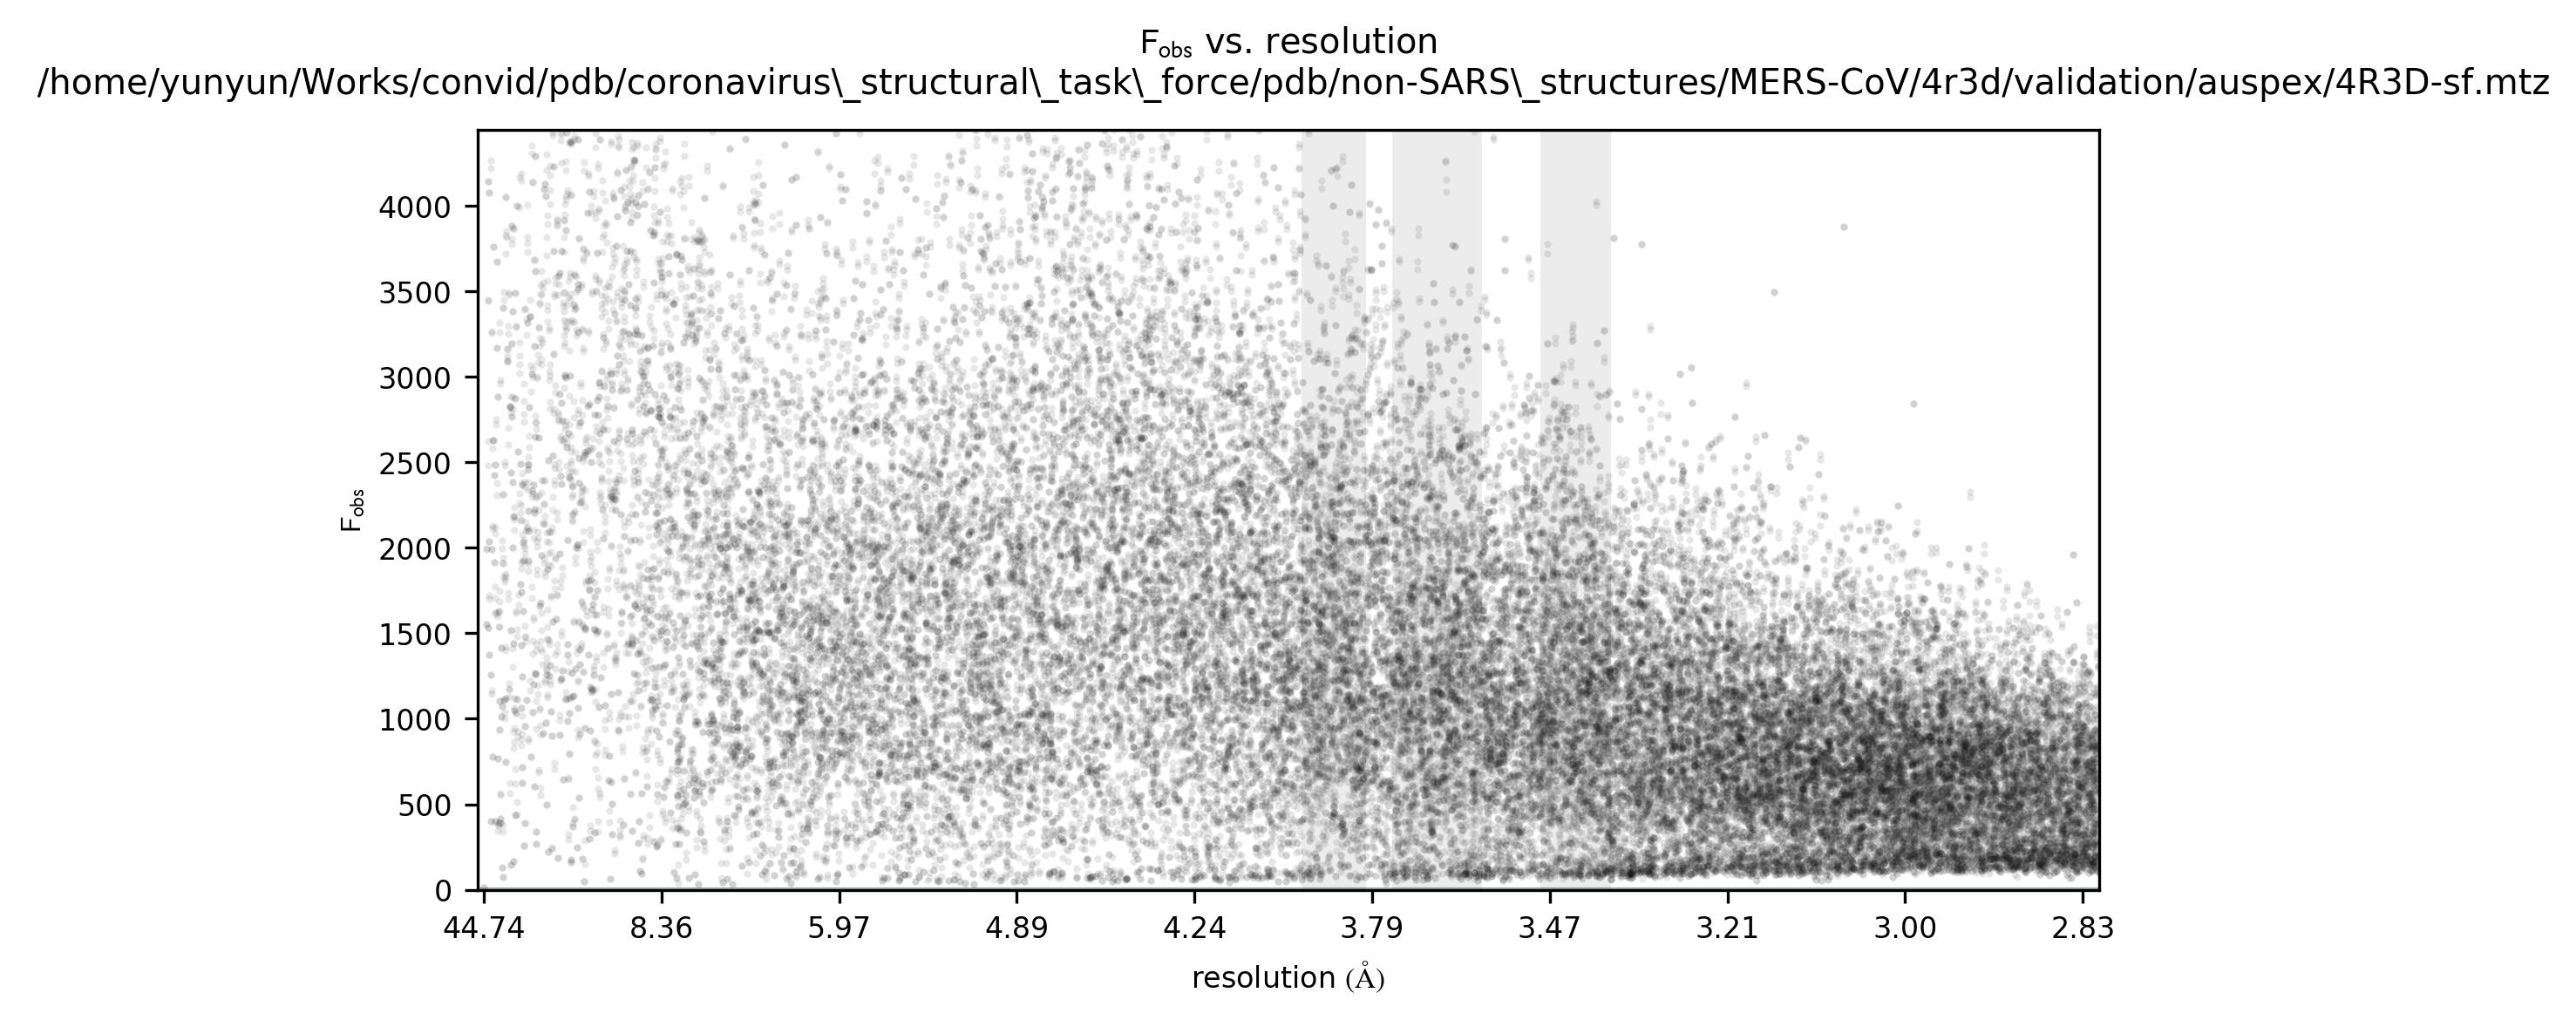 Fobs vs. resolution
/home/yunyun/Works/convid/pdb/coronavirus\_structural\_task\_force/pdb/non-SARS\_structures/MERS-CoV/4r3d/validation/auspex/4R3D-sf.mtz
Fobs
4000
3500
3000
2500
2000
1500
1000
500
0
44.74 8.36 5.97 4.89 4.24 3.79 3.47 3.21 3.00 2.83
resolution (Å)